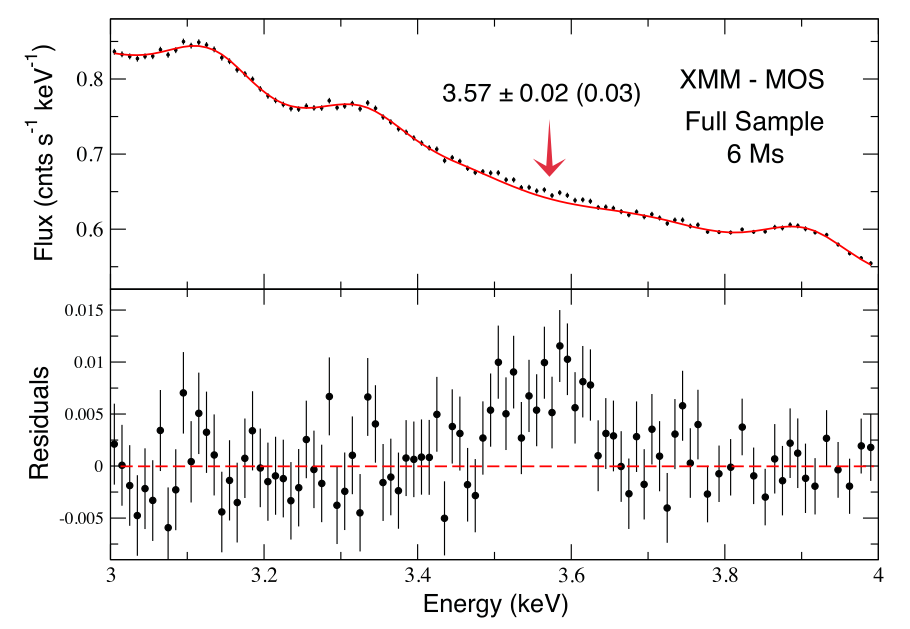 0.8
0.7
0.6
Flux (cnts s⁻¹ keV⁻¹)
3.57 ± 0.02 (0.03)
XMM - MOS
Full Sample
6 Ms
0.015
0.01
0.005
0
-0.005
Residuals
3 3.2 3.4 3.6 3.8 4
Energy (keV)